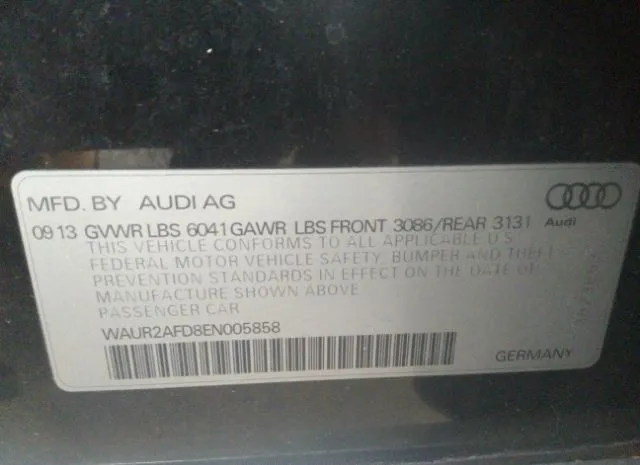 MFD. BY AUDI AG
09 13 GVWR LBS 6041 GAWR LBS FRONT 3086/REAR 3131
Audi
THIS VEHICLE CONFORMS TO ALL APPLICABLE U S
FEDERAL MOTOR VEHICLE SAFETY, BUMPER AND THEFT
PREVENTION STANDARDS IN EFFECT ON THE DATE OF
MANUFACTURE SHOWN ABOVE
PASSENGER CAR
WAUR2AFD8EN005858
GERMANY